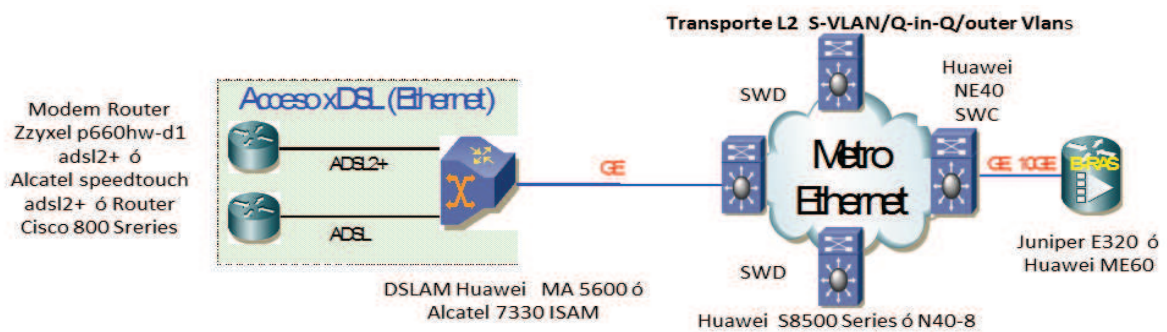 Transporte L2 S-VLAN/Q-in-Q/outer Vlans
Acceso xDSL (Ethernet)
Modem Router
Zzyxel p660hw-d1
adsl2+ ó
Alcatel speedtouch
adsl2+ ó Router
Cisco 800 Sreries
ADSL2+
ADSL
GE
DSLAM Huawei MA 5600 ó
Alcatel 7330 ISAM
SWD
Metro
Ethernet
SWD
Huawei S8500 Series ó N40-8
Huawei
NE40
SWC
GE 10GE
Juniper E320 ó
Huawei ME60